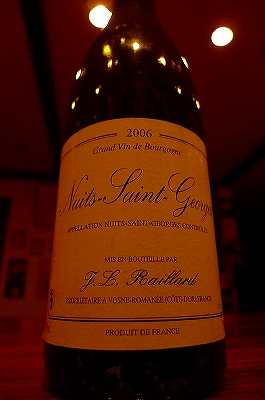 2006
Grand Vin de Bourgogne
Nuits-Saint-Georges
APPELLATION NUITS-SAINT-GEORGES CONTRÔLÉE
MIS EN BOUTEILLE PAR
J.L. Raillard
PROPRIÉTAIRE A VOSNE-ROMANÉE (CÔTE D'OR) FRANCE
PRODUIT DE FRANCE